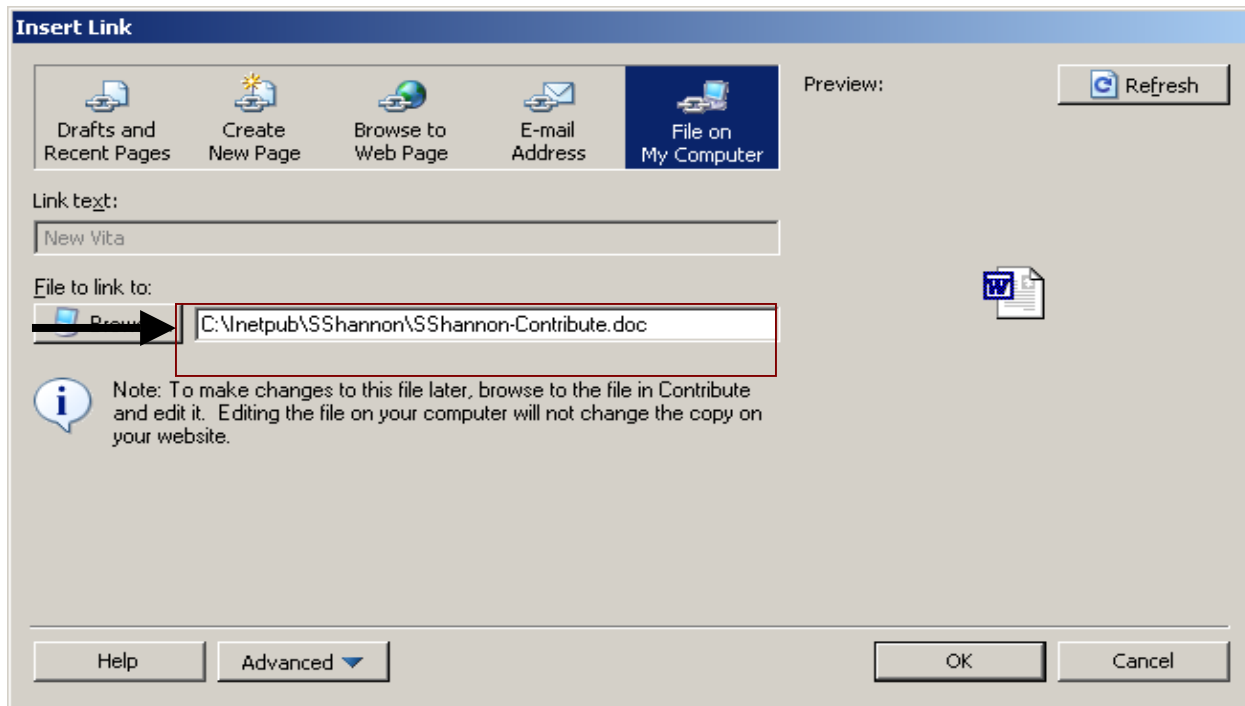 Insert Link
Drafts and
Recent Pages
Create
New Page
Browse to
Web Page
E-mail
Address
File on
My Computer
Preview:
Refresh
Link text:
New Vita
File to link to:
C:\Inetpub\SShannon\SShannon-Contribute.doc
Note: To make changes to this file later, browse to the file in Contribute
and edit it. Editing the file on your computer will not change the copy on
your website.
Help
Advanced
OK
Cancel